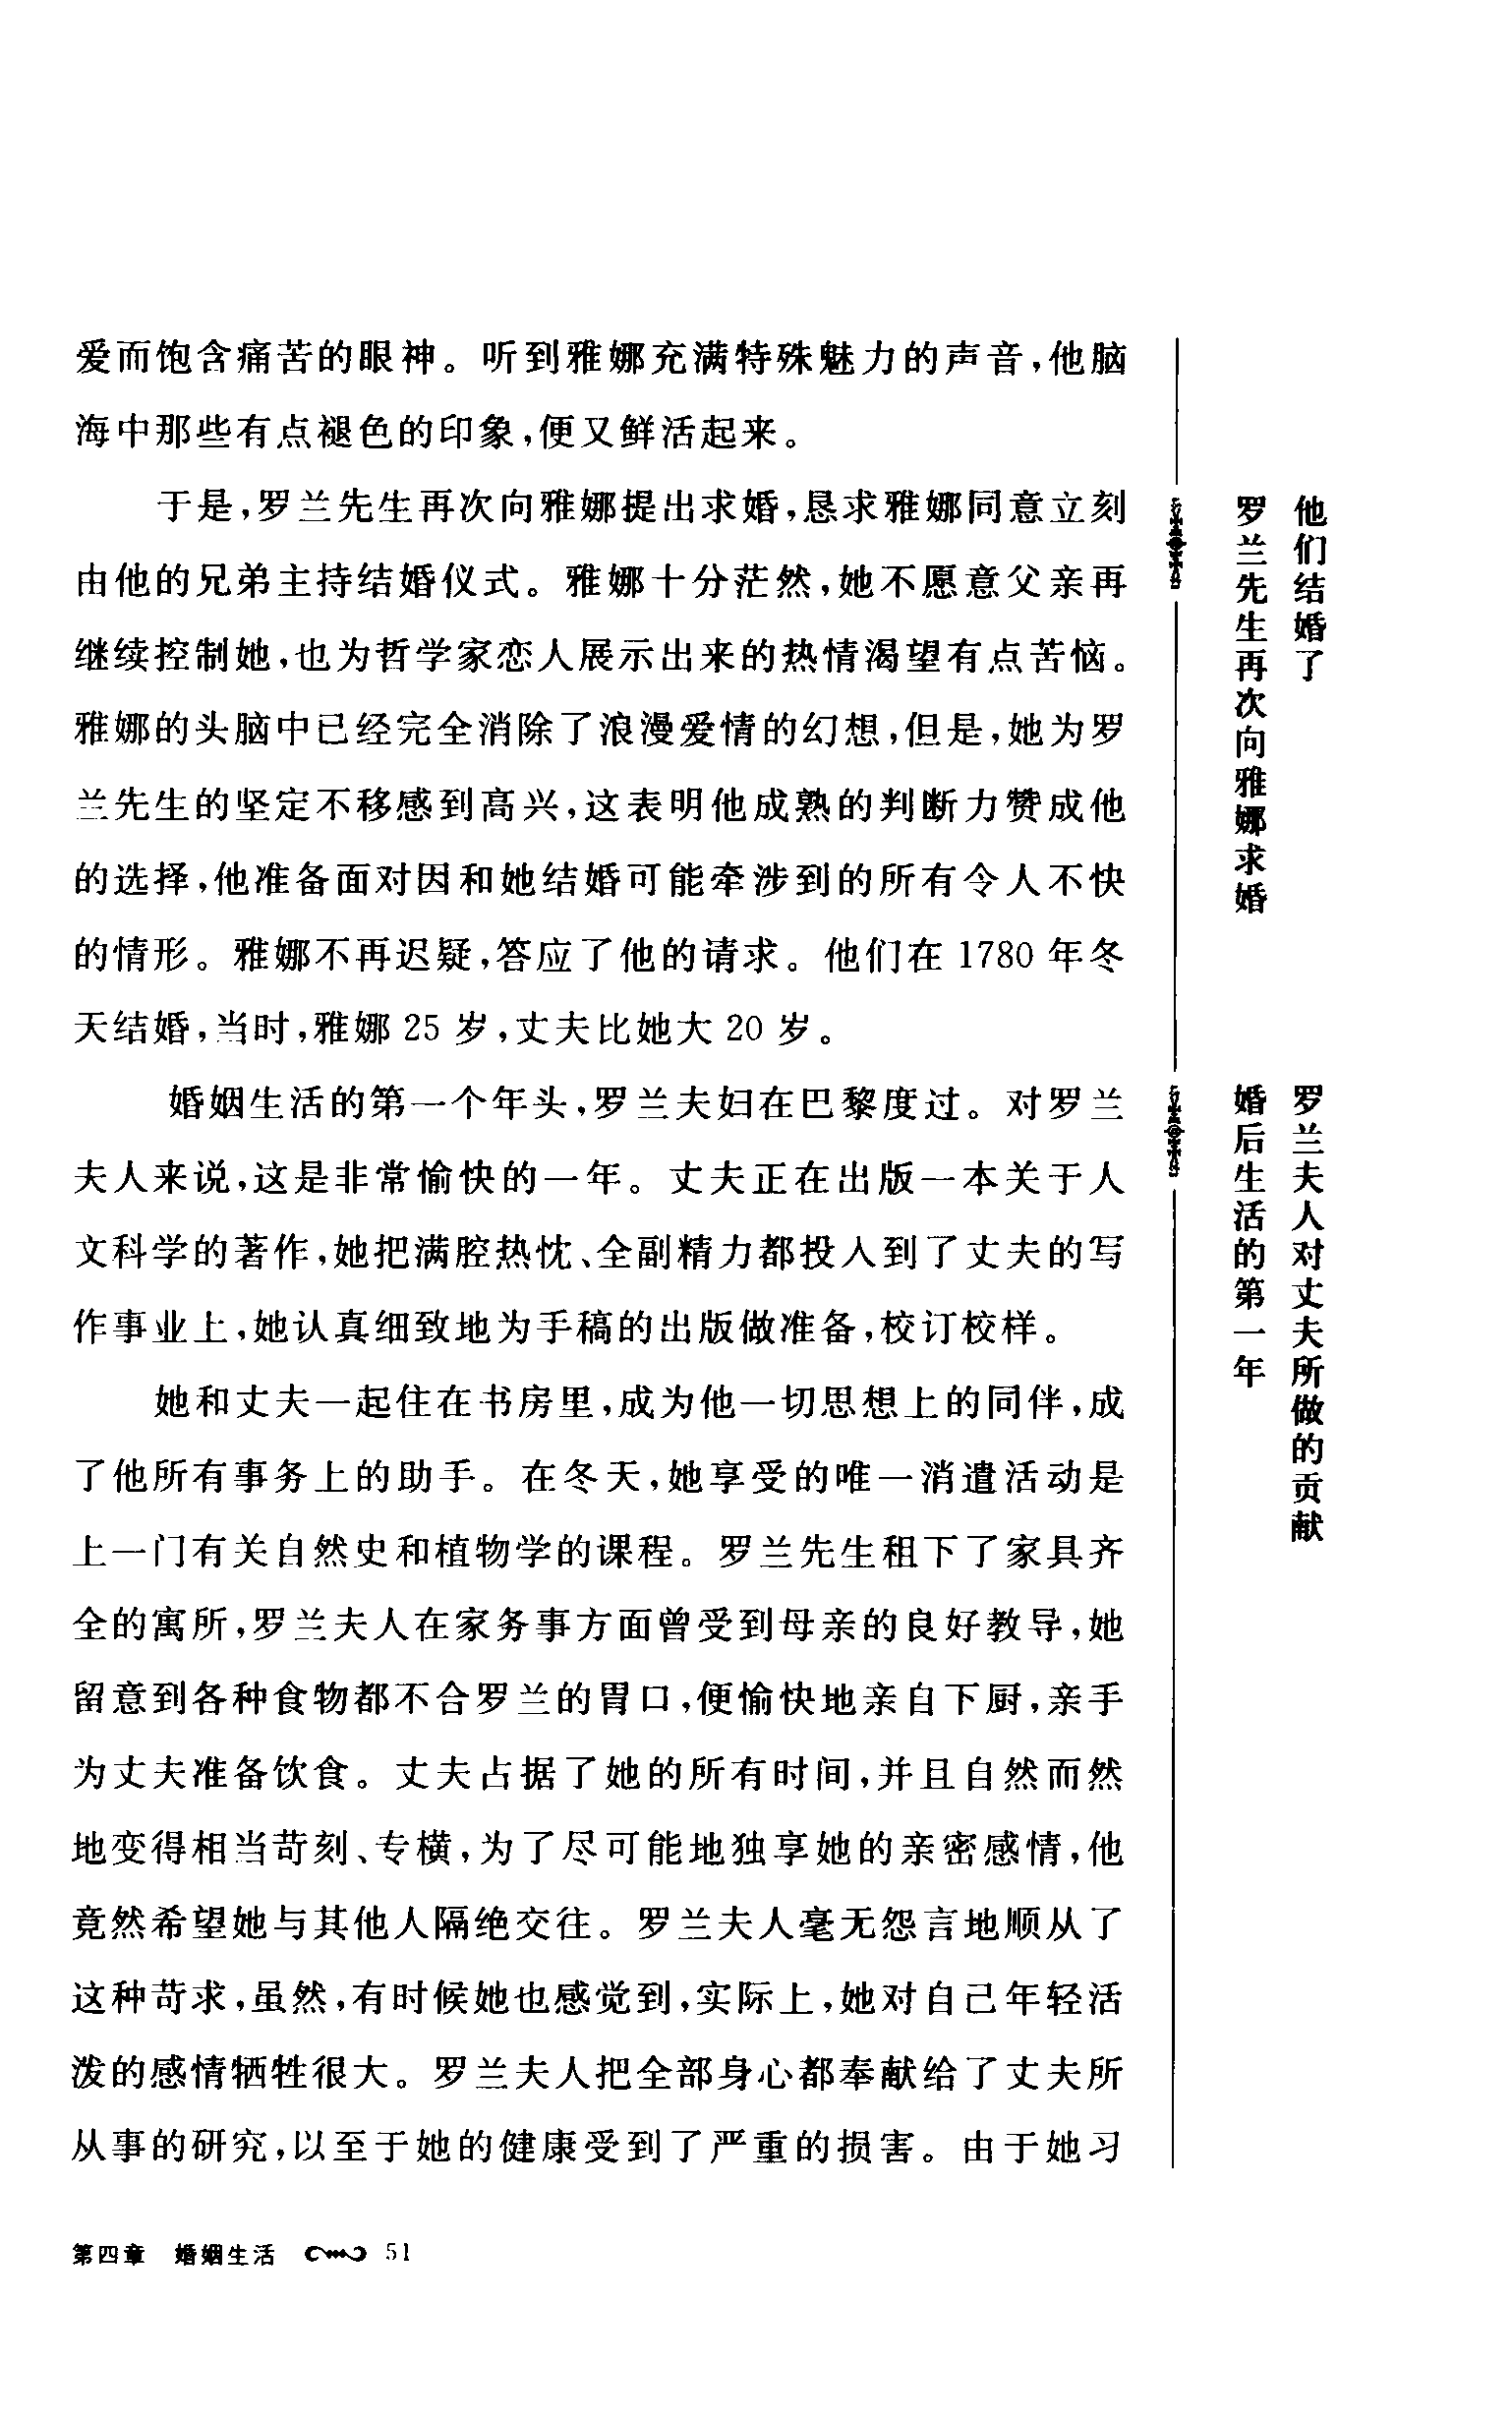 爱而饱含痛苦的眼神。听到雅娜充满特殊魅力的声音，他脑
海中那些有点褪色的印象，便又鲜活起来。
于是，罗兰先生再次向雅娜提出求婚，恳求雅娜同意立刻
由他的兄弟主持结婚仪式。雅娜十分茫然，她不愿意父亲再
继续控制她，也为哲学家恋人展示出来的热情渴望有点苦恼。
雅娜的头脑中已经完全消除了浪漫爱情的幻想，但是，她为罗
兰先生的坚定不移感到高兴，这表明他成熟的判断力赞成他
的选择，他准备面对因和她结婚可能牵涉到的所有令人不快
的情形。雅娜不再迟疑，答应了他的请求。他们在 1780 年冬
天结婚，当时，雅娜 25 岁，丈夫比她大 20 岁。
婚姻生活的第一个年头，罗兰夫妇在巴黎度过。对罗兰
夫人来说，这是非常愉快的一年。丈夫正在出版一本关于人
文科学的著作，她把满腔热忱、全副精力都投入到了丈夫的写
作事业上，她认真细致地为手稿的出版做准备，校订校样。
她和丈夫一起住在书房里，成为他一切思想上的同伴，成
了他所有事务上的助手。在冬天，她享受的唯一消遣活动是
上一门有关自然史和植物学的课程。罗兰先生租下了家具齐
全的寓所，罗兰夫人在家务事方面曾受到母亲的良好教导，她
留意到各种食物都不合罗兰的胃口，便愉快地亲自下厨，亲手
为丈夫准备饮食。丈夫占据了她的所有时间，并且自然而然
地变得相当苛刻、专横，为了尽可能地独享她的亲密感情，他
竟然希望她与其他人隔绝交往。罗兰夫人毫无怨言地顺从了
这种苛求，虽然，有时候她也感觉到，实际上，她对自己年轻活
泼的感情牺牲很大。罗兰夫人把全部身心都奉献给了丈夫所
从事的研究，以至于她的健康受到了严重的损害。由于她习
他们结婚了
罗兰先生再次向雅娜求婚
罗兰夫人对丈夫所做的贡献
婚后生活的第一年
第四章 婚姻生活 51